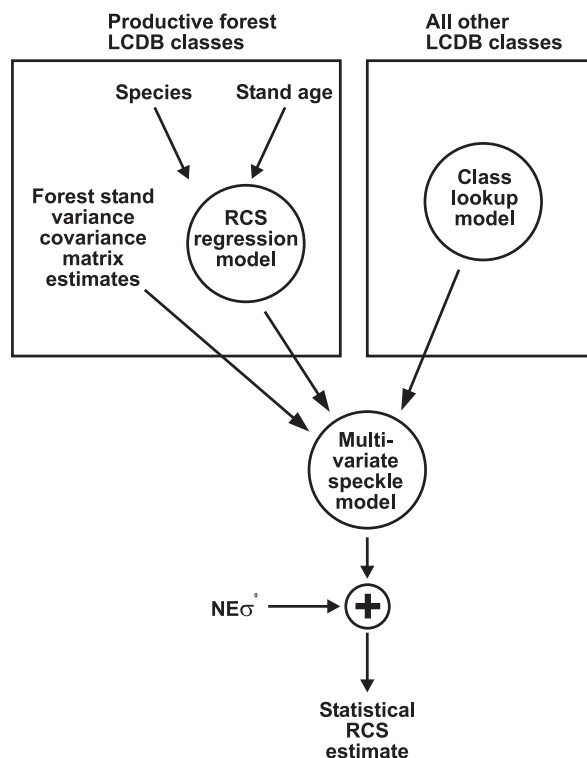 Productive forest
LCDB classes
All other
LCDB classes
Species
Stand age
Forest stand
variance
covariance
matrix
estimates
RCS
regression
model
Class
lookup
model
Multi-
variate
speckle
model
NEσ°
+
Statistical
RCS
estimate